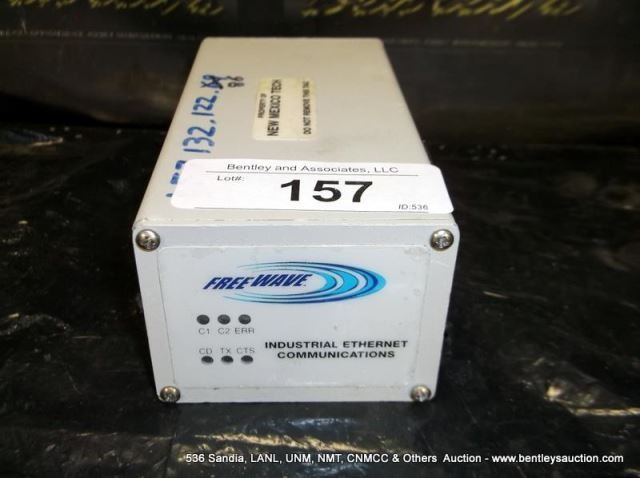 132.122.
86
PROPERTY OF
NEW MEXICO TECH
DO NOT REMOVE THIS TAG
Bentley and Associates, LLC
Lot#:
157
ID:536
FREEWAVE
C1 C2 ERR
INDUSTRIAL ETHERNET
COMMUNICATIONS
CD TX CTS
536 Sandia, LANL, UNM, NMT, CNMCC & Others Auction - www.bentleysauction.com